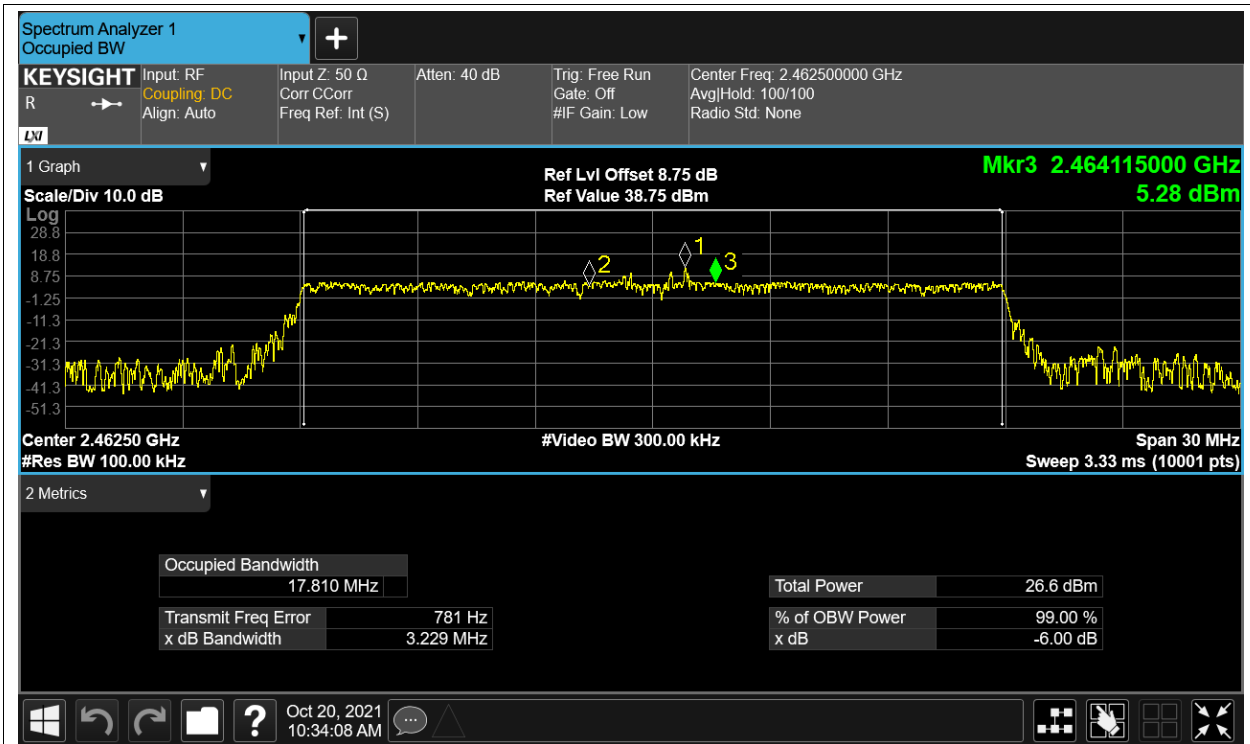 Spectrum Analyzer 1
Occupied BW
KEYSIGHT
R
LXI
Input: RF
Coupling: DC
Align: Auto
Input Z: 50 Ω
Corr CCorr
Freq Ref: Int (S)
Atten: 40 dB
Trig: Free Run
Gate: Off
#IF Gain: Low
Center Freq: 2.462500000 GHz
Avg|Hold: 100/100
Radio Std: None
1 Graph
Scale/Div 10.0 dB
Ref Lvl Offset 8.75 dB
Ref Value 38.75 dBm
Mkr3 2.464115000 GHz
5.28 dBm
Log
28.8
18.8
8.75
-1.25
-11.3
-21.3
-31.3
-41.3
-51.3
2
1
3
Center 2.46250 GHz
#Res BW 100.00 kHz
#Video BW 300.00 kHz
Span 30 MHz
Sweep 3.33 ms (10001 pts)
2 Metrics
Occupied Bandwidth
17.810 MHz
Transmit Freq Error 781 Hz
x dB Bandwidth 3.229 MHz
Total Power 26.6 dBm
% of OBW Power 99.00 %
x dB -6.00 dB
?
Oct 20, 2021
10:34:08 AM